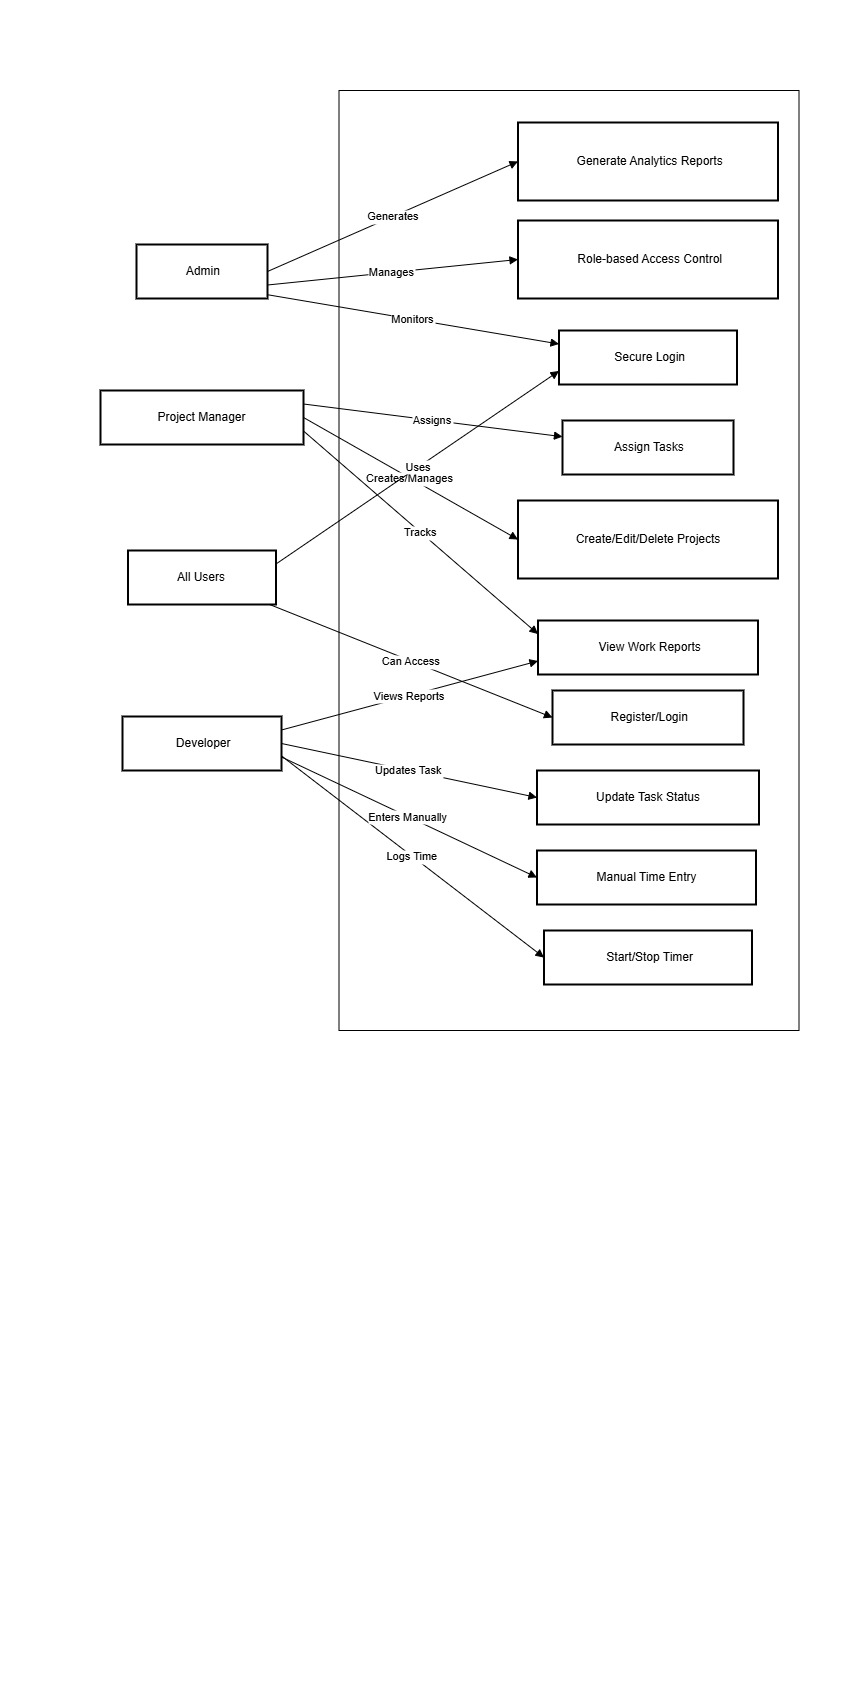 Generate Analytics Reports
Generates
Role-based Access Control
Admin
Manages
Monitors
Secure Login
Project Manager
Assigns
Assign Tasks
Uses
Creates/Manages
Tracks
Create/Edit/Delete Projects
All Users
View Work Reports
Can Access
Views Reports
Register/Login
Developer
Updates Task
Update Task Status
Enters Manually
Logs Time
Manual Time Entry
Start/Stop Timer